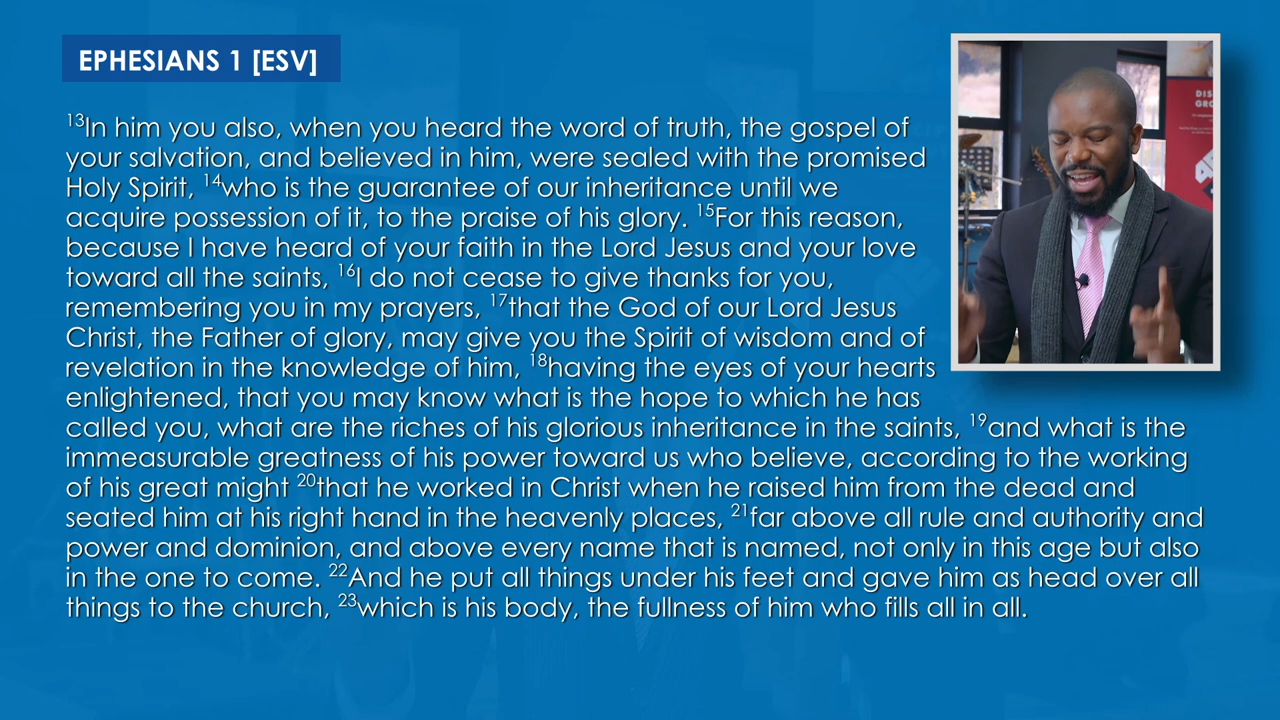 EPHESIANS 1 [ESV]
¹³In him you also, when you heard the word of truth, the gospel of
your salvation, and believed in him, were sealed with the promised
Holy Spirit, ¹⁴who is the guarantee of our inheritance until we
acquire possession of it, to the praise of his glory. ¹⁵For this reason,
because I have heard of your faith in the Lord Jesus and your love
toward all the saints, ¹⁶I do not cease to give thanks for you,
remembering you in my prayers, ¹⁷that the God of our Lord Jesus
Christ, the Father of glory, may give you the Spirit of wisdom and of
revelation in the knowledge of him, ¹⁸having the eyes of your hearts
enlightened, that you may know what is the hope to which he has
called you, what are the riches of his glorious inheritance in the saints, ¹⁹and what is the
immeasurable greatness of his power toward us who believe, according to the working
of his great might ²⁰that he worked in Christ when he raised him from the dead and
seated him at his right hand in the heavenly places, ²¹far above all rule and authority and
power and dominion, and above every name that is named, not only in this age but also
in the one to come. ²²And he put all things under his feet and gave him as head over all
things to the church, ²³which is his body, the fullness of him who fills all in all.
DIS
GRO